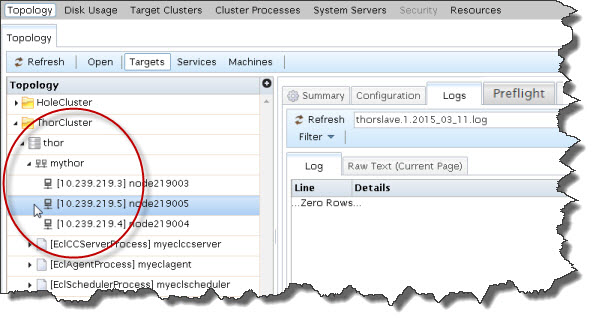 Topology Disk Usage Target Clusters Cluster Processes System Servers Security Resources
Topology
Refresh Open Targets Services Machines
Topology
HoleCluster
ThorCluster
thor
mythor
[10.239.219.3] node219003
[10.239.219.5] node219005
[10.239.219.4] node219004
[EclCCServerProcess] myeclccserver
[EclAgentProcess] myeclagent
[EclSchedulerProcess] myeclscheduler
Summary Configuration Logs Preflight
Refresh thorslave.1.2015_03_11.log
Filter
Log Raw Text (Current Page)
Line Details
...Zero Rows...